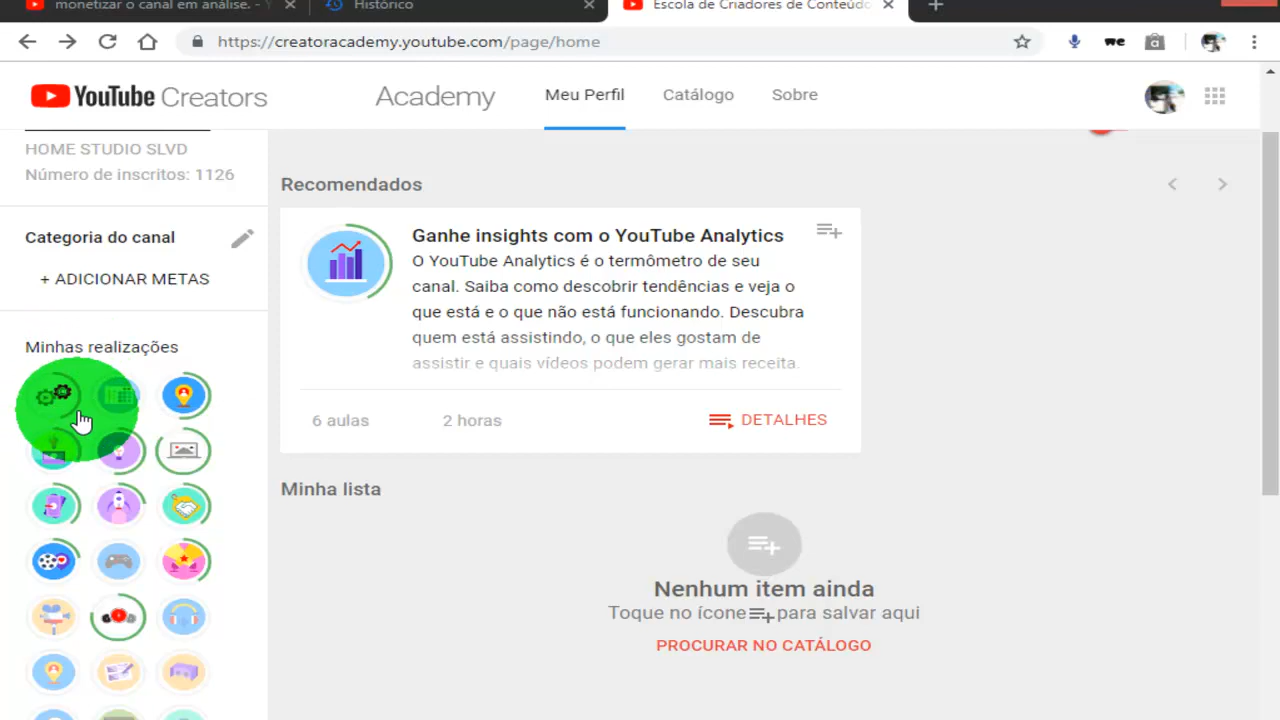 monetizar o canal em análise. - Y
Histórico
Escola de Criadores de Conteúdo
https://creatoracademy.youtube.com/page/home
YouTube Creators
Academy
Meu Perfil
Catálogo
Sobre
HOME STUDIO SLVD
Número de inscritos: 1126
Categoria do canal
+ ADICIONAR METAS
Minhas realizações
Recomendados
Ganhe insights com o YouTube Analytics
O YouTube Analytics é o termômetro de seu
canal. Saiba como descobrir tendências e veja o
que está e o que não está funcionando. Descubra
quem está assistindo, o que eles gostam de
assistir e quais vídeos podem gerar mais receita.
6 aulas
2 horas
DETALHES
Minha lista
Nenhum item ainda
Toque no ícone para salvar aqui
PROCURAR NO CATÁLOGO